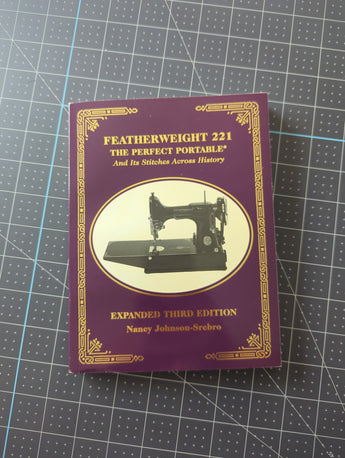 FEATHERWEIGHT 221
THE PERFECT PORTABLE®
And Its Stitches Across History
EXPANDED THIRD EDITION
Nancy Johnson-Srebro